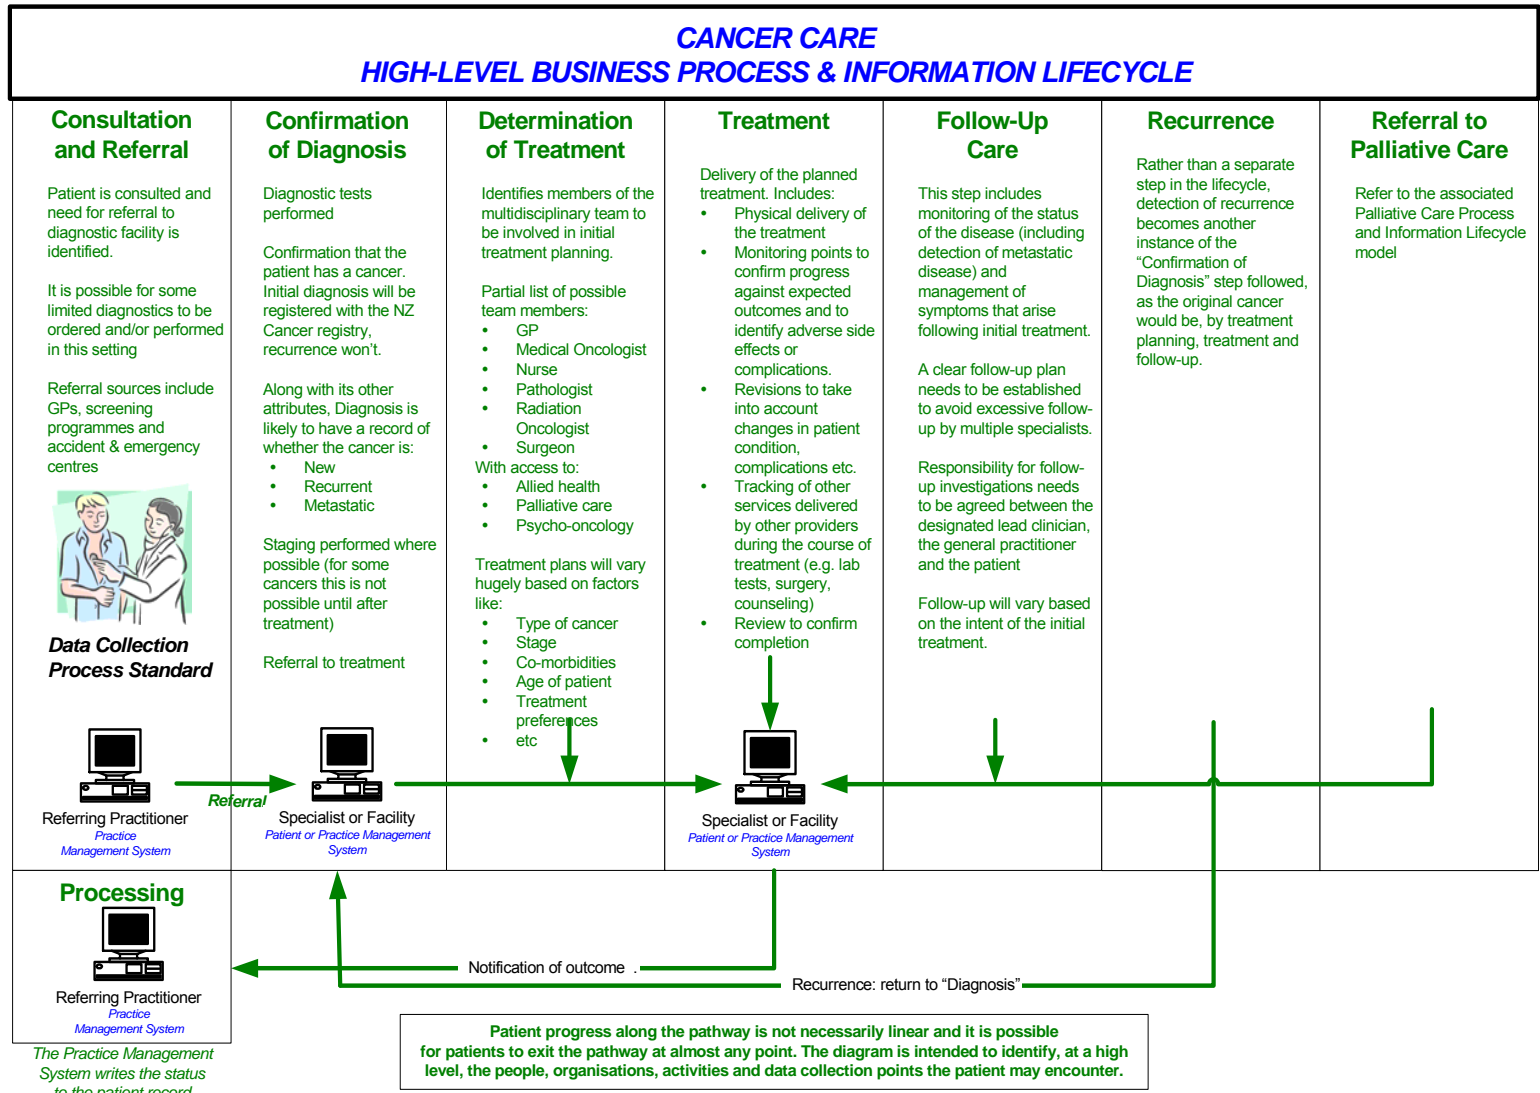 CANCER CARE
HIGH-LEVEL BUSINESS PROCESS & INFORMATION LIFECYCLE
Consultation
and Referral
Patient is consulted and
need for referral to
diagnostic facility is
identified.
It is possible for some
limited diagnostics to be
ordered and/or performed
in this setting
Referral sources include
GPs, screening
programmes and
accident & emergency
centres
Data Collection
Process Standard
Referring Practitioner
Practice
Management System
Referral
Confirmation
of Diagnosis
Diagnostic tests
performed
Confirmation that the
patient has a cancer.
Initial diagnosis will be
registered with the NZ
Cancer registry,
recurrence won't.
Along with its other
attributes, Diagnosis is
likely to have a record of
whether the cancer is:
• New
• Recurrent
• Metastatic
Staging performed where
possible (for some
cancers this is not
possible until after
treatment)
Referral to treatment
Specialist or Facility
Patient or Practice Management
System
Determination
of Treatment
Identifies members of the
multidisciplinary team to
be involved in initial
treatment planning.
Partial list of possible
team members:
• GP
• Medical Oncologist
• Nurse
• Pathologist
• Radiation
Oncologist
• Surgeon
With access to:
• Allied health
• Palliative care
• Psycho-oncology
Treatment plans will vary
hugely based on factors
like:
• Type of cancer
• Stage
• Co-morbidities
• Age of patient
• Treatment
preferences
• etc
Treatment
Delivery of the planned
treatment. Includes:
• Physical delivery of
the treatment
• Monitoring points to
confirm progress
against expected
outcomes and to
identify adverse side
effects or
complications.
• Revisions to take
into account
changes in patient
condition,
complications etc.
• Tracking of other
services delivered
by other providers
during the course of
treatment (e.g. lab
tests, surgery,
counseling)
• Review to confirm
completion
Specialist or Facility
Patient or Practice Management
System
Follow-Up
Care
This step includes
monitoring of the status
of the disease (including
detection of metastatic
disease) and
management of
symptoms that arise
following initial treatment.
A clear follow-up plan
needs to be established
to avoid excessive follow-
up by multiple specialists.
Responsibility for follow-
up investigations needs
to be agreed between the
designated lead clinician,
the general practitioner
and the patient
Follow-up will vary based
on the intent of the initial
treatment.
Recurrence
Rather than a separate
step in the lifecycle,
detection of recurrence
becomes another
instance of the
“Confirmation of
Diagnosis” step followed,
as the original cancer
would be, by treatment
planning, treatment and
follow-up.
Referral to
Palliative Care
Refer to the associated
Palliative Care Process
and Information Lifecycle
model
Processing
Referring Practitioner
Practice
Management System
The Practice Management
System writes the status
to the patient record
Notification of outcome .
Recurrence: return to “Diagnosis”
Patient progress along the pathway is not necessarily linear and it is possible
for patients to exit the pathway at almost any point. The diagram is intended to identify, at a high
level, the people, organisations, activities and data collection points the patient may encounter.